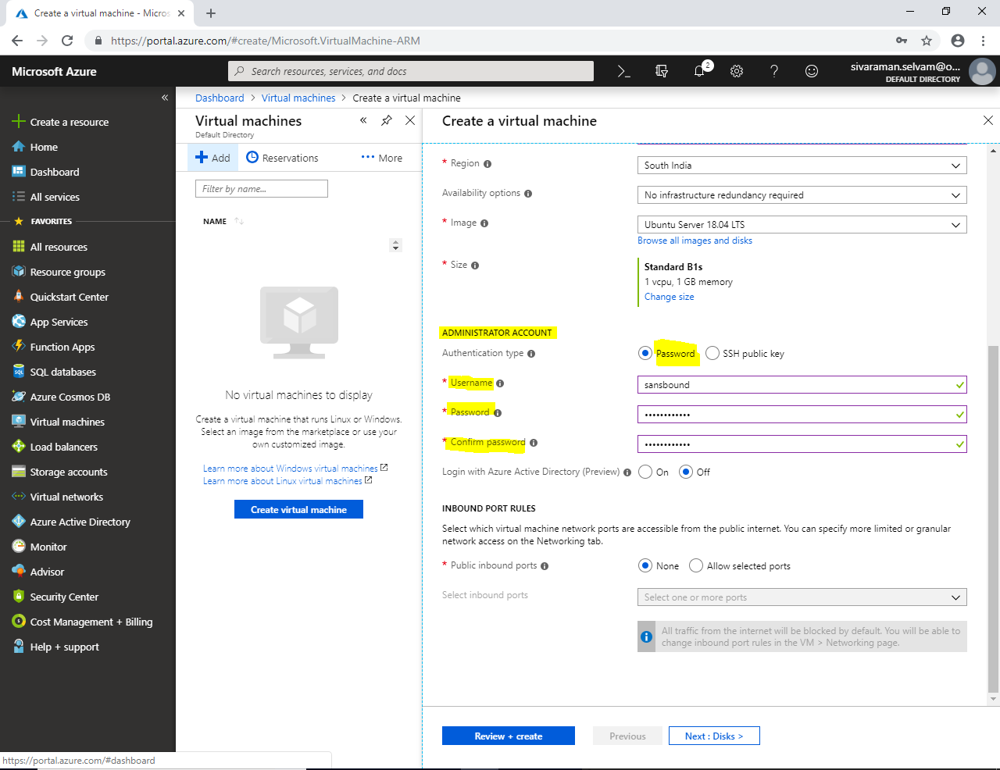 Create a virtual machine - Micros
https://portal.azure.com/#create/Microsoft.VirtualMachine-ARM
Microsoft Azure
Search resources, services, and docs
2
sivaraman.selvam@o...
DEFAULT DIRECTORY
Create a resource
Home
Dashboard
All services
FAVORITES
All resources
Resource groups
Quickstart Center
App Services
Function Apps
SQL databases
Azure Cosmos DB
Virtual machines
Load balancers
Storage accounts
Virtual networks
Azure Active Directory
Monitor
Advisor
Security Center
Cost Management + Billing
Help + support
https://portal.azure.com/#dashboard
Dashboard > Virtual machines > Create a virtual machine
Virtual machines
Default Directory
Add
Reservations
More
Filter by name...
NAME
No virtual machines to display
Create a virtual machine that runs Linux or Windows.
Select an image from the marketplace or use your
own customized image.
Learn more about Windows virtual machines
Learn more about Linux virtual machines
Create virtual machine
Create a virtual machine
* Region South India
Availability options No infrastructure redundancy required
* Image Ubuntu Server 18.04 LTS
Browse all images and disks
* Size Standard B1s
1 vcpu, 1 GB memory
Change size
ADMINISTRATOR ACCOUNT
Authentication type Password SSH public key
* Username sansbound
* Password ••••••••••••
* Confirm password ••••••••••••
Login with Azure Active Directory (Preview) On Off
INBOUND PORT RULES
Select which virtual machine network ports are accessible from the public internet. You can specify more limited or granular
network access on the Networking tab.
* Public inbound ports None Allow selected ports
Select inbound ports Select one or more ports
All traffic from the internet will be blocked by default. You will be able to
change inbound port rules in the VM > Networking page.
Review + create
Previous
Next : Disks >